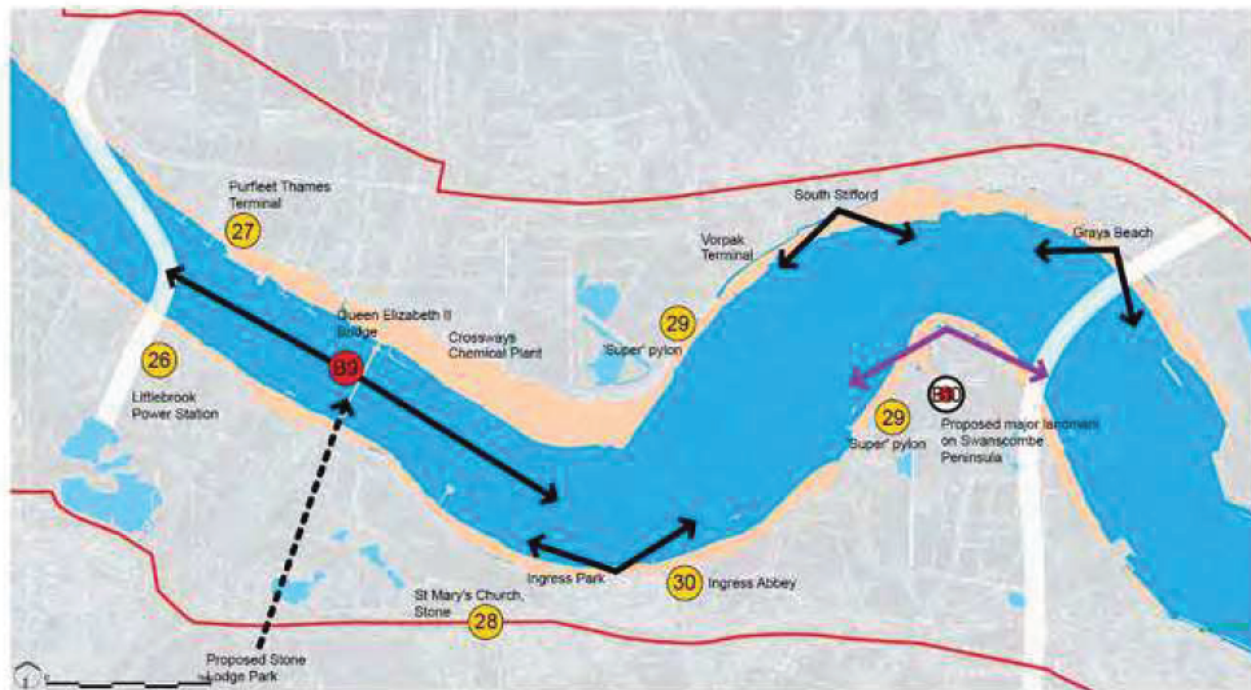 Purfleet Thames
Terminal
27
South Stifford
Grays Beach
Vorpak
Terminal
Queen Elizabeth II
Bridge
B9
Crossways
Chemical Plant
29
'Super' pylon
26
Littlebrook
Power Station
29
'Super' pylon
Proposed major landmark
on Swanscombe
Peninsula
Ingress Park
30
Ingress Abbey
St Mary's Church,
Stone
28
Proposed Stone
Lodge Park